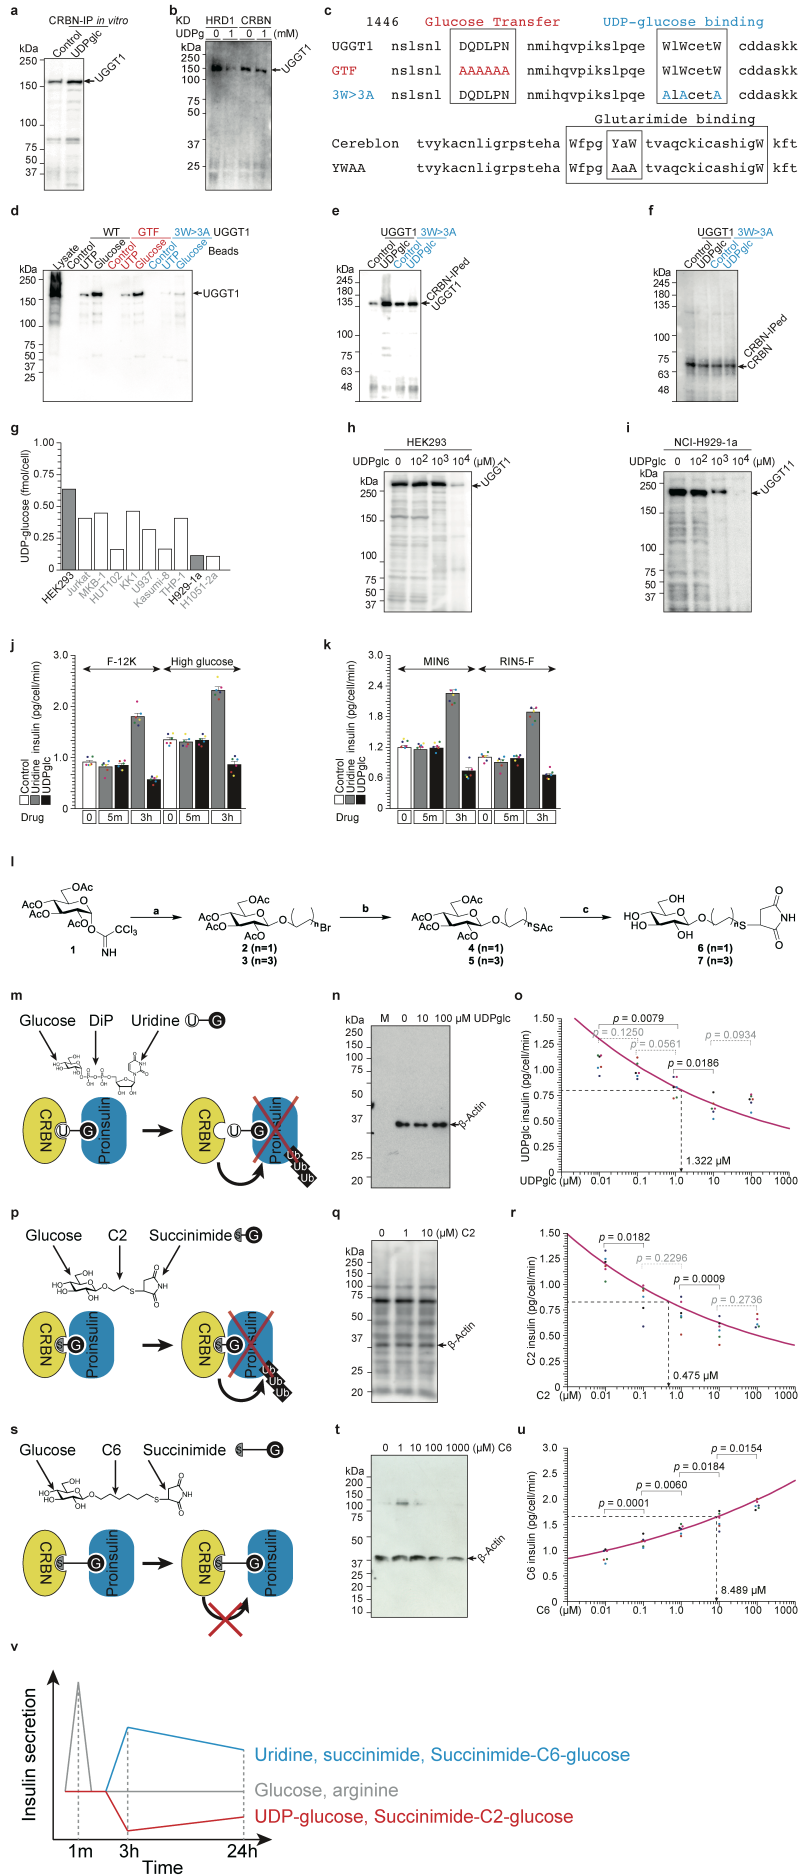 a
CRBN-IP in vitro
Control
UDPglc
kDa
250
150
100
75
50
37
UGGT1
b
KD HRD1 CRBN
UDPg 0 1 0 1 (mM)
kDa
250
150
100
75
50
37
25
UGGT1
c
1446 Glucose Transfer UDP-glucose binding
UGGT1 nslsnl DQDLPN nmihqvpikslpqe WlWcetW cddaskk
GTF nslsnl AAAAAA nmihqvpikslpqe WlWcetW cddaskk
3W>3A nslsnl DQDLPN nmihqvpikslpqe AlAcetA cddaskk
Glutarimide binding
Cereblon tvykacnligrpsteha Wfpg YaW tvaqckicashigW kft
YWAA tvykacnligrpsteha Wfpg AaA tvaqckicashigW kft
d
WT GTF 3W>3A UGGT1
Lysate
Control
UTP
Glucose
Control
UTP
Glucose
Control
UTP
Glucose
Beads
kDa
250
150
100
75
50
37
25
UGGT1
e
UGGT1 3W>3A
Control
UDPglc
Control
UDPglc
kDa
245
180
135
100
75
63
48
CRBN-IPed
UGGT1
f
UGGT1 3W>3A
Control
UDPglc
Control
UDPglc
kDa
245
180
135
100
75
63
48
CRBN-IPed
CRBN
g
UDP-glucose (fmol/cell)
1.00
0.75
0.50
0.25
0
HEK293
Jurkat
MKB-1
HUT102
KK1
U937
Kasumi-8
THP-1
H929-1a
H1051-2a
h
HEK293
UDPglc 0 10² 10³ 10⁴ (μM)
kDa
250
150
100
75
50
37
UGGT1
i
NCI-H929-1a
UDPglc 0 10² 10³ 10⁴ (μM)
kDa
250
150
100
75
50
37
UGGT11
j
insulin (pg/cell/min)
Control
Uridine
UDPglc
3.0
2.0
1.0
0
F-12K High glucose
Drug 0 5m 3h 0 5m 3h
k
insulin (pg/cell/min)
Control
Uridine
UDPglc
3.0
2.4
1.8
1.2
0.6
0
MIN6 RIN5-F
Drug 0 5m 3h 0 5m 3h
l
OAc
AcO
AcO
AcO
O
O
CCl₃
NH
1
a
OAc
AcO
AcO
OAc
O
O
n
Br
2 (n=1)
3 (n=3)
b
OAc
AcO
AcO
OAc
O
O
n
SAc
4 (n=1)
5 (n=3)
c
HO
HO
HO
OH
O
O
n
S
O
NH
O
6 (n=1)
7 (n=3)
m
Glucose DiP Uridine U G
CRBN U G Proinsulin
CRBN U G Proinsulin
Ub
Ub
Ub
n
kDa M 0 10 100 μM UDPglc
250
150
100
75
50
37
25
20
β-Actin
o
UDPglc insulin (pg/cell/min)
1.50
1.25
1.00
0.75
0.50
0.25
0
p = 0.0079
p = 0.1250
p = 0.0561
p = 0.0934
p = 0.0186
1.322 μM
UDPglc (μM) 0.01 0.1 1.0 10 100 1000
p
Glucose C2 Succinimide G
CRBN S G Proinsulin
CRBN S G Proinsulin
Ub
Ub
Ub
q
0 1 10 (μM) C2
kDa
250
150
100
75
50
37
25
20
β-Actin
r
C2 insulin (pg/cell/min)
1.50
1.25
1.00
0.75
0.50
0.25
0
p = 0.0182
p = 0.2296
p = 0.0009
p = 0.2736
0.475 μM
C2 (μM) 0.01 0.1 1.0 10 100 1000
s
Glucose C6 Succinimide S G
CRBN S G Proinsulin
CRBN S G Proinsulin
t
0 1 10 100 1000 (μM) C6
kDa
200
150
100
75
50
37
25
20
15
10
β-Actin
u
C6 insulin (pg/cell/min)
3.0
2.5
2.0
1.5
1.0
0.5
0
p = 0.0154
p = 0.0184
p = 0.0060
p = 0.0001
8.489 μM
C6 (μM) 0.01 0.1 1.0 10 100 1000
v
Insulin secretion
Uridine, succinimide, Succinimide-C6-glucose
Glucose, arginine
UDP-glucose, Succinimide-C2-glucose
1m 3h 24h
Time